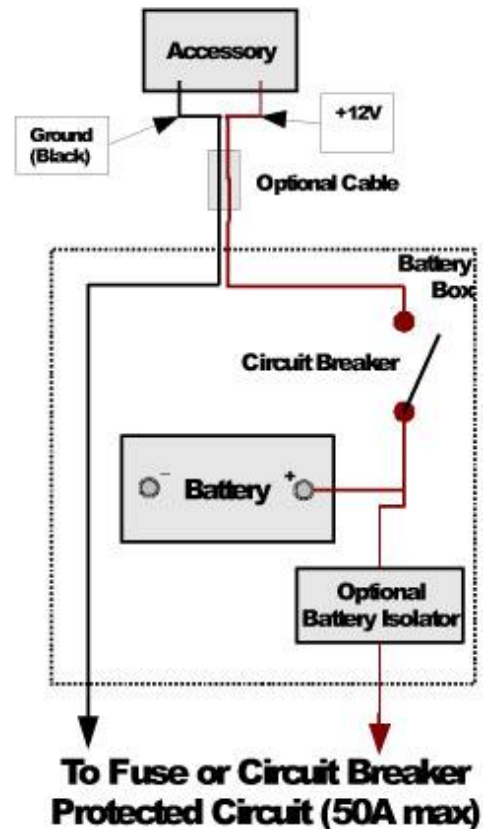 Accessory
Ground
(Black)
+12V
Optional Cable
Battery
Box
Circuit Breaker
− Battery +
Optional
Battery Isolator
To Fuse or Circuit Breaker
Protected Circuit (50A max)